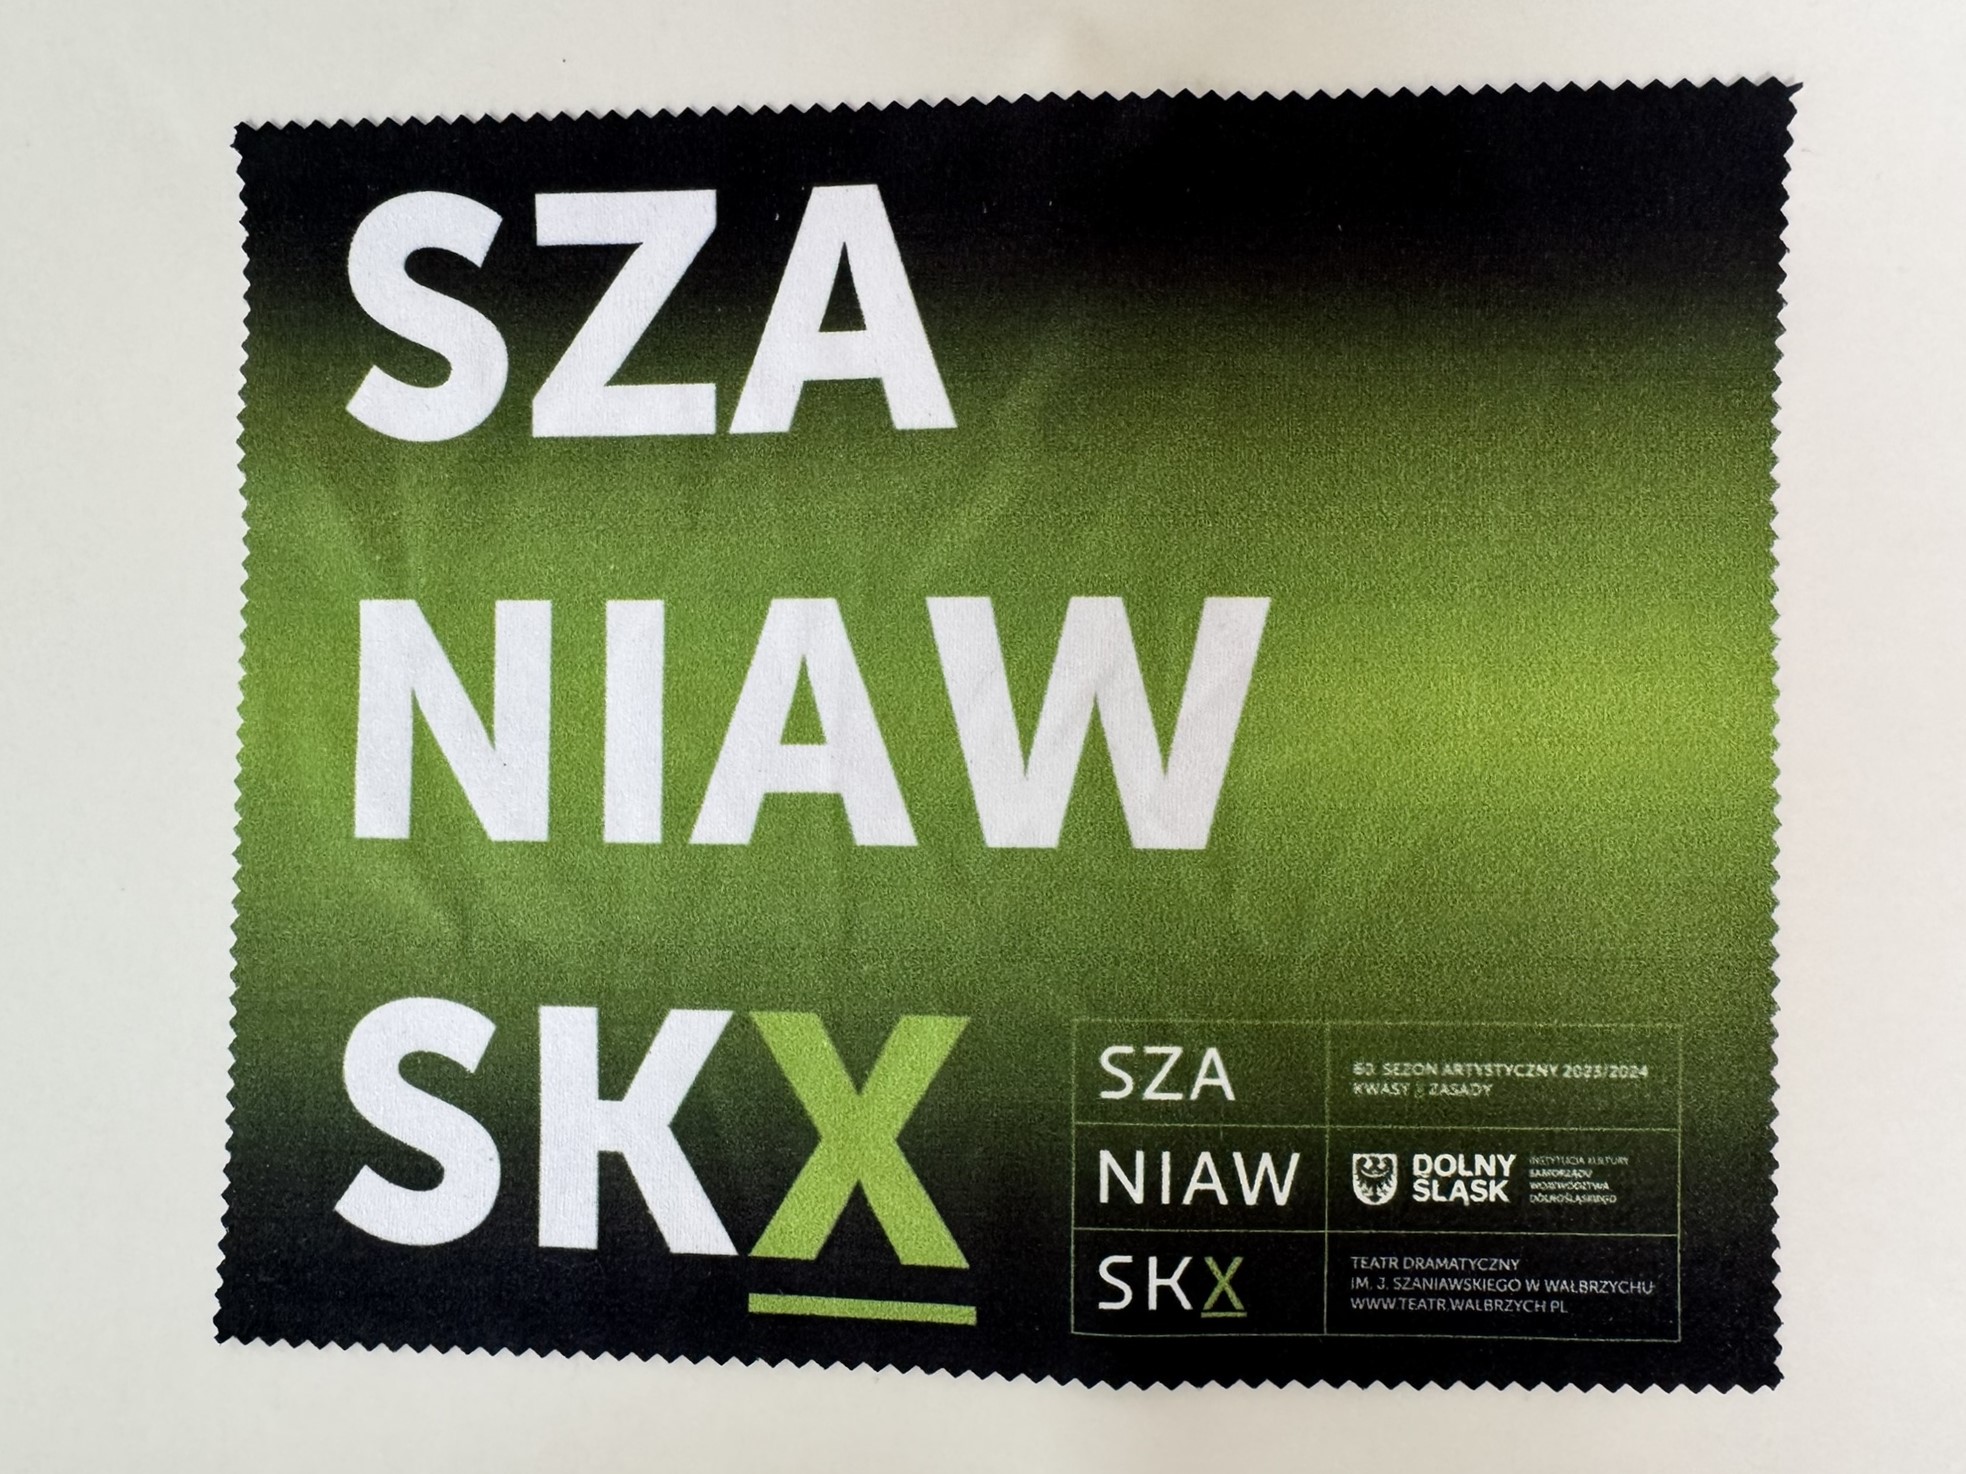 SZA
NIAW
SKX
SZA
NIAW
SKX
60. SEZON ARTYSTYCZNY 2023/2024
KWASY I ZASADY
DOLNY
ŚLĄSK
INSTYTUCJA KULTURY
SAMORZĄDU
WOJEWÓDZTWA
DOLNOŚLĄSKIEGO
TEATR DRAMATYCZNY
IM. J. SZANIAWSKIEGO W WAŁBRZYCHU
WWW.TEATR.WALBRZYCH.PL